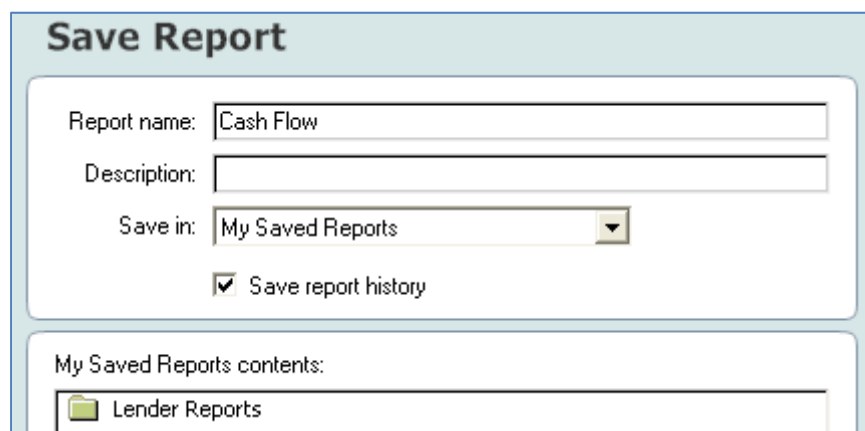 Save Report
Report name: Cash Flow
Description:
Save in: My Saved Reports
Save report history
My Saved Reports contents:
Lender Reports